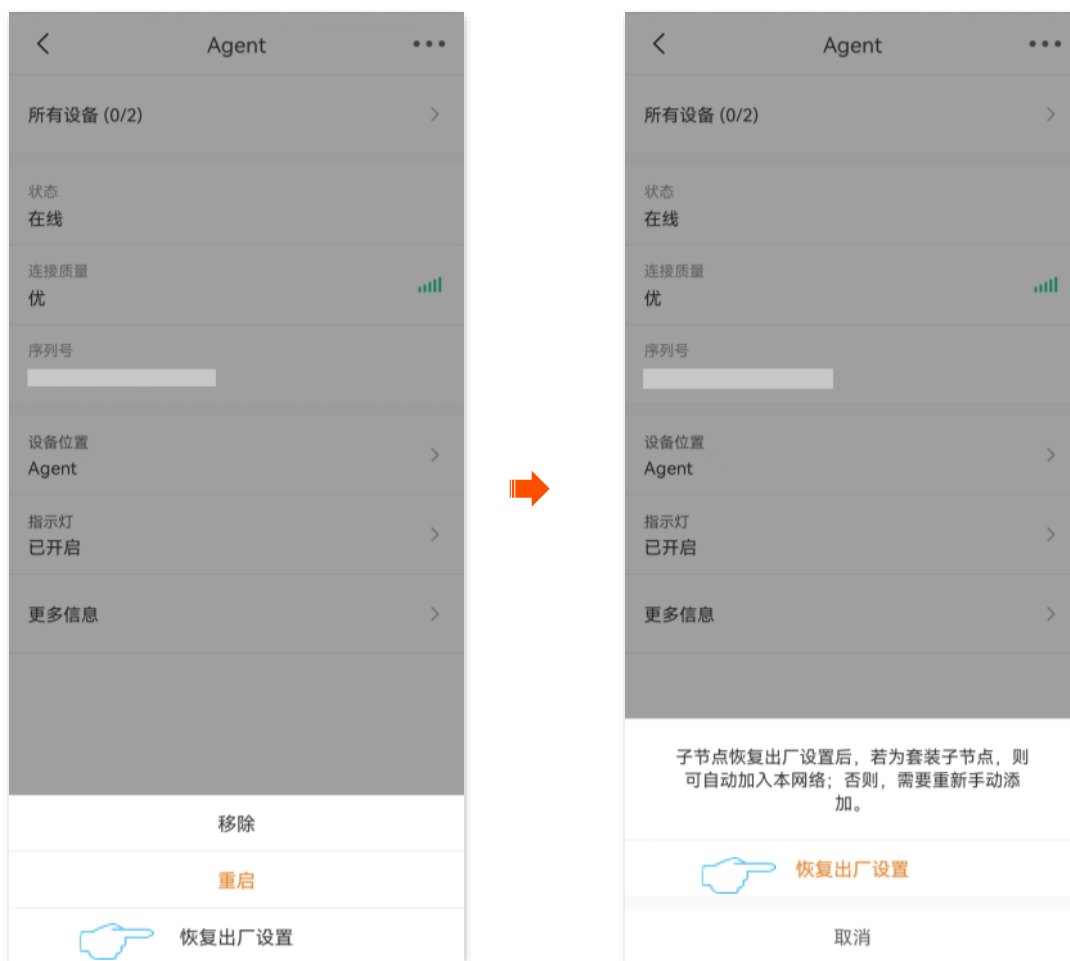 Agent
所有设备 (0/2)
状态
在线
连接质量
优
序列号
设备位置
Agent
指示灯
已开启
更多信息
移除
重启
恢复出厂设置
Agent
所有设备 (0/2)
状态
在线
连接质量
优
序列号
设备位置
Agent
指示灯
已开启
更多信息
子节点恢复出厂设置后，若为套装子节点，则
可自动加入本网络；否则，需要重新手动添
加。
恢复出厂设置
取消